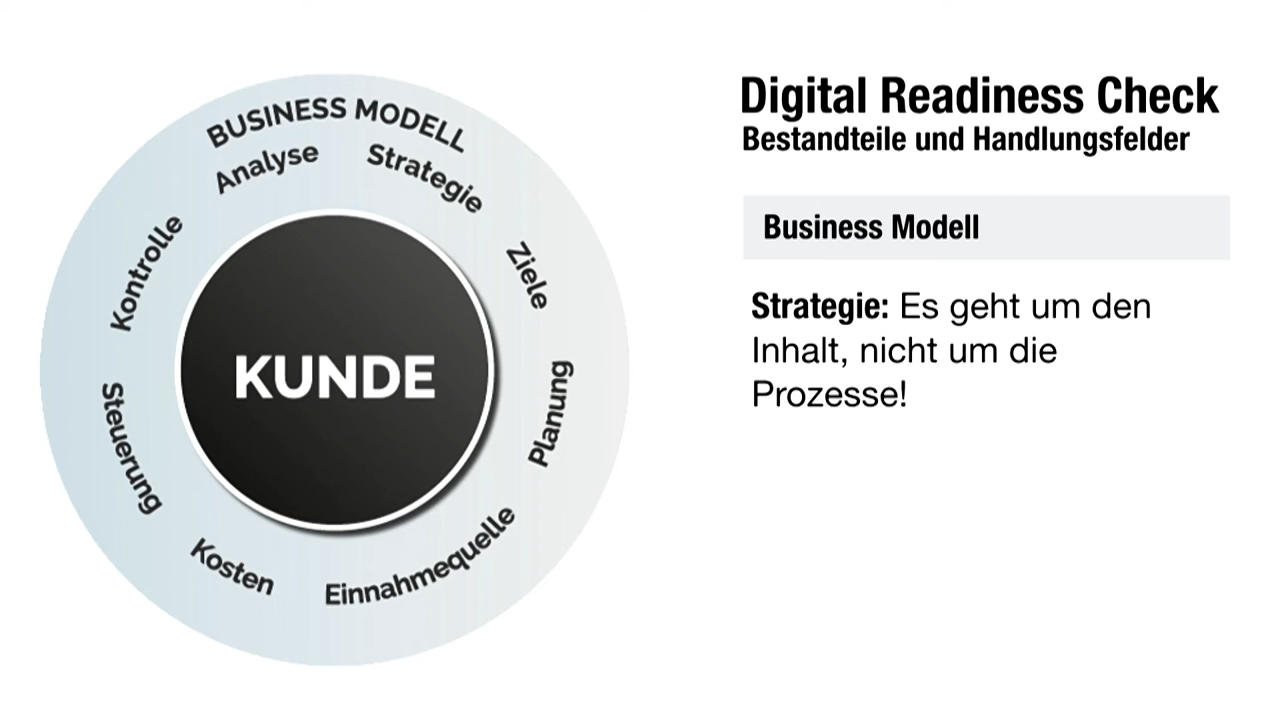 BUSINESS MODELL
Analyse
Strategie
Ziele
Planung
Einnahmequelle
Kosten
Steuerung
Kontrolle
KUNDE
Digital Readiness Check
Bestandteile und Handlungsfelder
Business Modell
Strategie: Es geht um den
Inhalt, nicht um die
Prozesse!